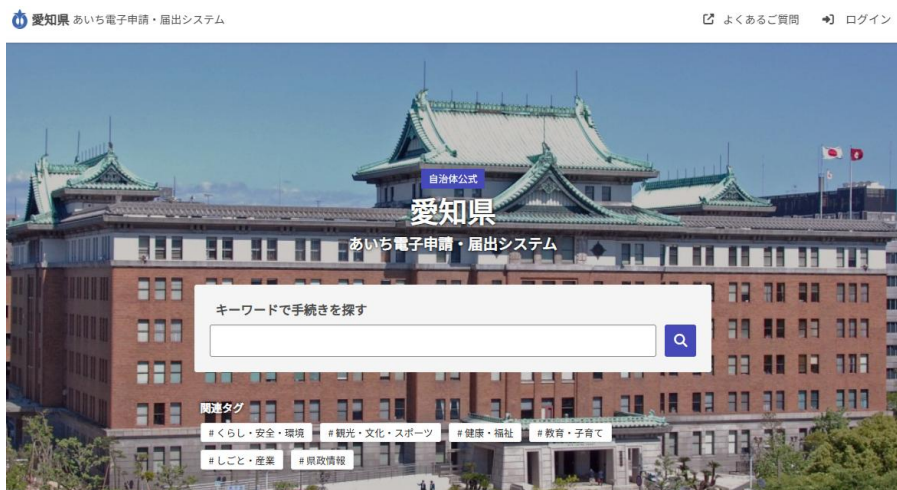 愛知県 あいち電子申請・届出システム
よくあるご質問 ログイン
自治体公式
愛知県
あいち電子申請・届出システム
キーワードで手続きを探す
関連タグ
#くらし・安全・環境 #観光・文化・スポーツ #健康・福祉 #教育・子育て
#しごと・産業 #県政情報